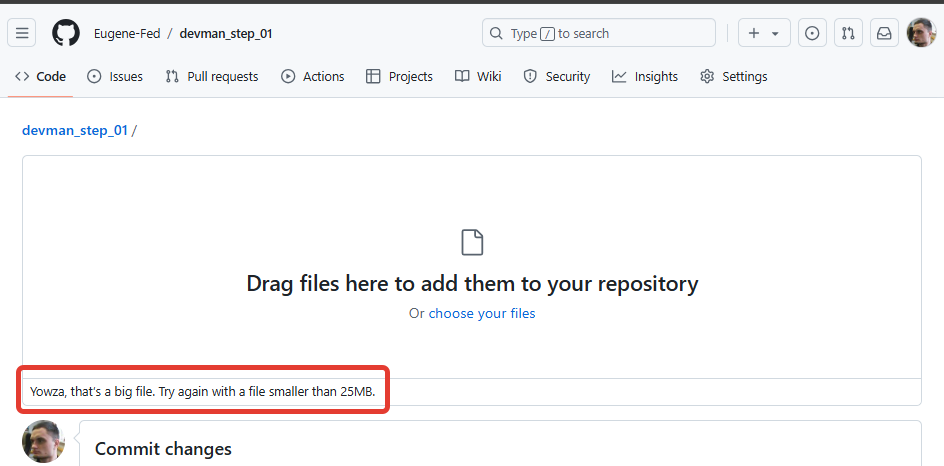 Eugene-Fed / devman_step_01
Type / to search
Code Issues Pull requests Actions Projects Wiki Security Insights Settings
devman_step_01 /
Drag files here to add them to your repository
Or choose your files
Yowza, that's a big file. Try again with a file smaller than 25MB.
Commit changes